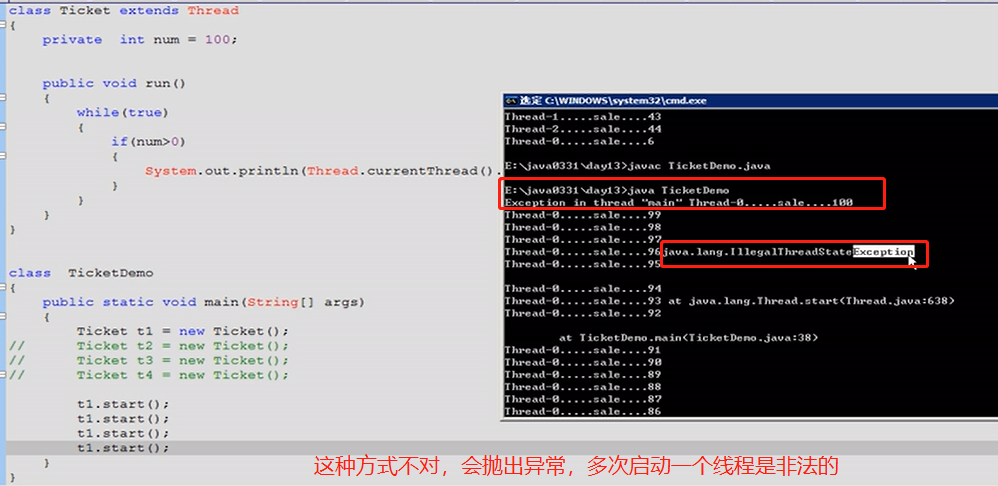 class Ticket extends Thread
{
private int num = 100;
public void run()
{
while(true)
{
if(num>0)
{
System.out.println(Thread.currentThread().
}
}
}
}
class TicketDemo
{
public static void main(String[] args)
{
Ticket t1 = new Ticket();
// Ticket t2 = new Ticket();
// Ticket t3 = new Ticket();
// Ticket t4 = new Ticket();
t1.start();
t1.start();
t1.start();
t1.start();
}
}
选定 C:\WINDOWS\system32\cmd.exe
Thread-1.....sale....43
Thread-2.....sale....44
Thread-0.....sale....6
E:\java0331\day13>javac TicketDemo.java
E:\java0331\day13>java TicketDemo
Exception in thread "main" Thread-0.....sale....100
Thread-0.....sale....99
Thread-0.....sale....98
Thread-0.....sale....97
Thread-0.....sale....96java.lang.IllegalThreadStateException
Thread-0.....sale....95
Thread-0.....sale....94
Thread-0.....sale....93 at java.lang.Thread.start(Thread.java:638)
Thread-0.....sale....92
at TicketDemo.main(TicketDemo.java:38)
Thread-0.....sale....91
Thread-0.....sale....90
Thread-0.....sale....89
Thread-0.....sale....88
Thread-0.....sale....87
Thread-0.....sale....86
这种方式不对，会抛出异常，多次启动一个线程是非法的